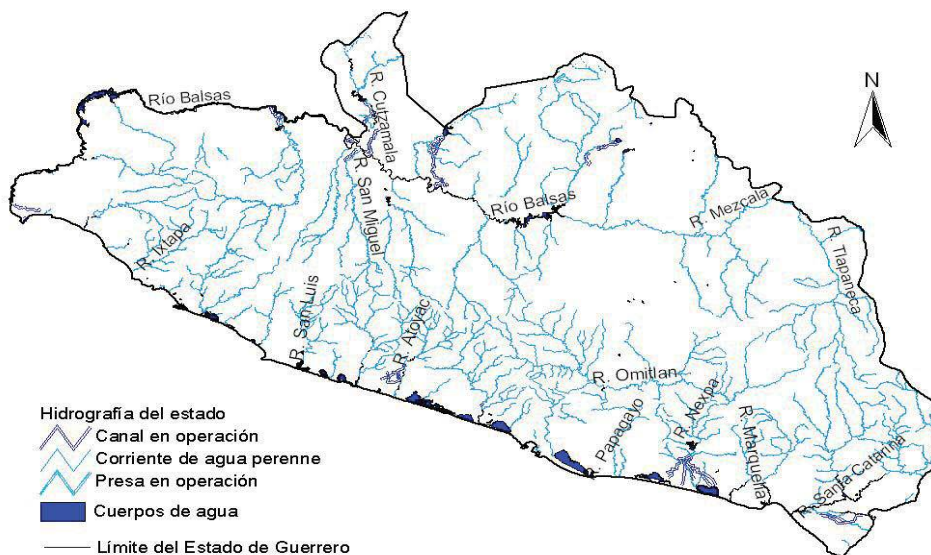 Río Balsas
R. Cutzamala
N
R. San Miguel
Río Balsas
R. Mezcala
R. Tlapaneca
R. Ixtapa
R. San Luis
R. Atoyac
R. Omitlan
R. Papagayo
R. Nexpa
R. Marquelia
R. Santa Catarina
Hidrografía del estado
Canal en operación
Corriente de agua perenne
Presa en operación
Cuerpos de agua
Límite del Estado de Guerrero